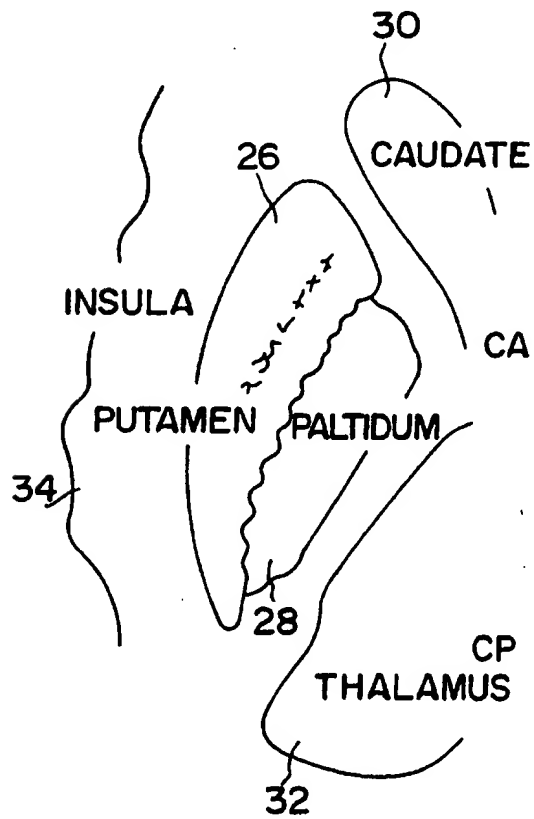 30
26
CAUDATE
INSULA
CA
PUTAMEN PALTIDUM
34
28
CP
THALAMUS
32